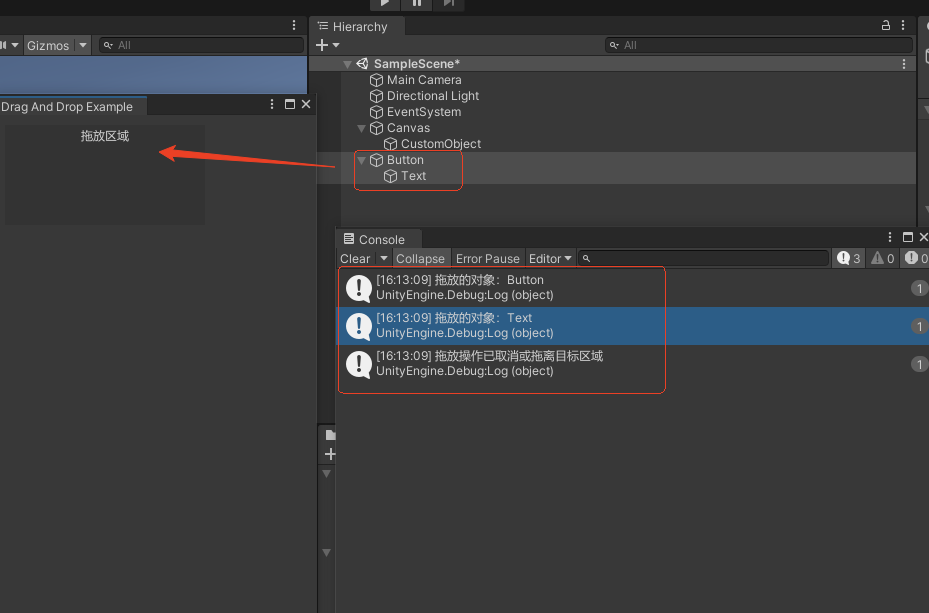 Gizmos
All
Hierarchy
All
SampleScene*
Main Camera
Directional Light
EventSystem
Canvas
CustomObject
Button
Text
Drag And Drop Example
拖放区域
Console
Clear
Collapse
Error Pause
Editor
3
0
0
[16:13:09] 拖放的对象：Button
UnityEngine.Debug:Log (object)
1
[16:13:09] 拖放的对象：Text
UnityEngine.Debug:Log (object)
1
[16:13:09] 拖放操作已取消或拖离目标区域
UnityEngine.Debug:Log (object)
1